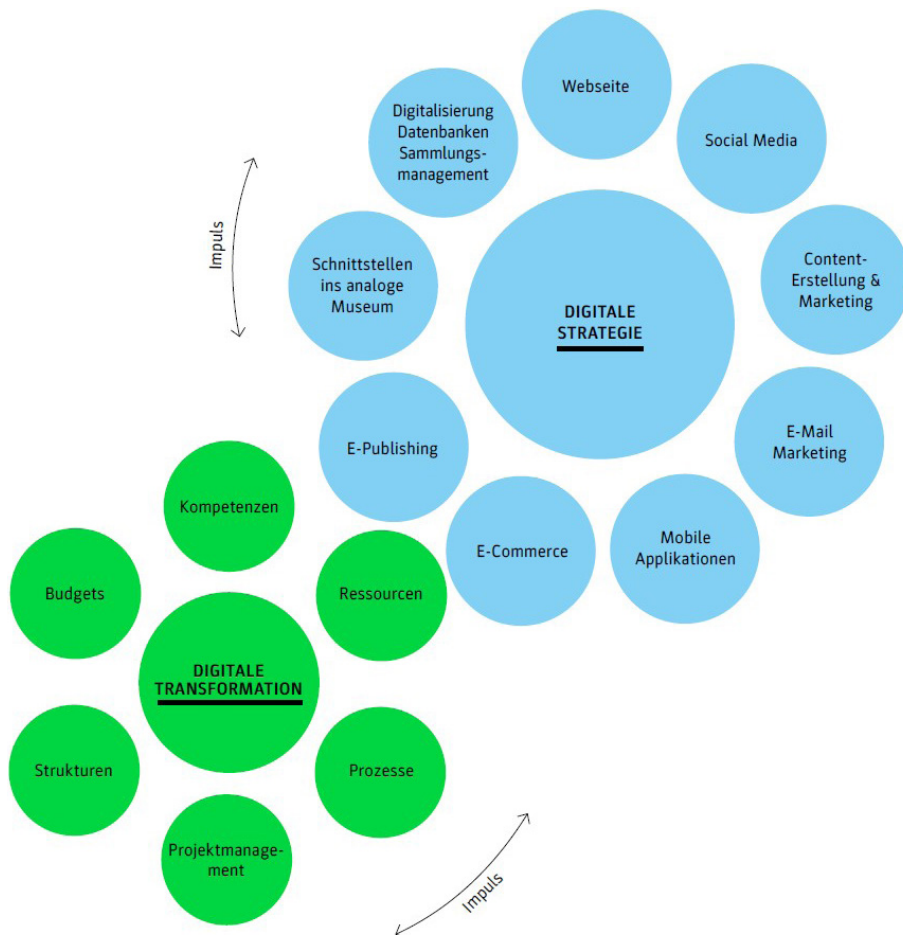 Webseite
Digitalisierung
Datenbanken
Sammlungs-
management
Social Media
Impuls
Schnittstellen
ins analoge
Museum
Content-
Erstellung &
Marketing
DIGITALE
STRATEGIE
E-Publishing
E-Mail
Marketing
E-Commerce
Mobile
Applikationen
Kompetenzen
Budgets
Ressourcen
DIGITALE
TRANSFORMATION
Strukturen
Prozesse
Projektmanage-
ment
Impuls